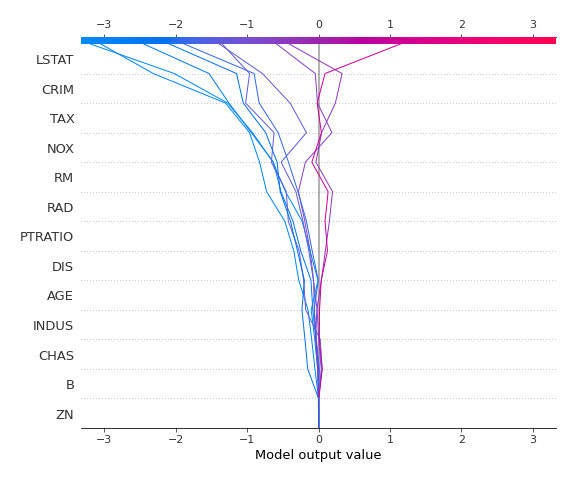 −3 −2 −1 0 1 2 3
LSTAT
CRIM
TAX
NOX
RM
RAD
PTRATIO
DIS
AGE
INDUS
CHAS
B
ZN
−3 −2 −1 0 1 2 3
Model output value